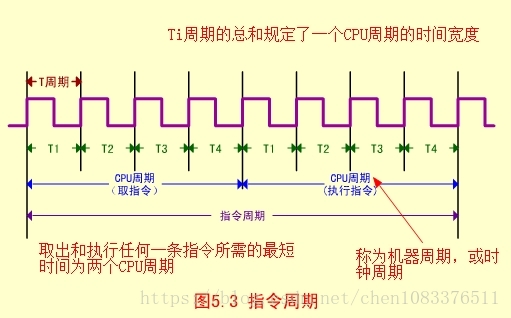 Ti周期的总和规定了一个CPU周期的时间宽度
T周期
T1 T2 T3 T4 T1 T2 T3 T4
CPU周期 CPU周期
(取指令) (执行指令)
指令周期
取出和执行任何一条指令所需的最短
时间为两个CPU周期
称为机器周期，或时
钟周期
图5.3 指令周期